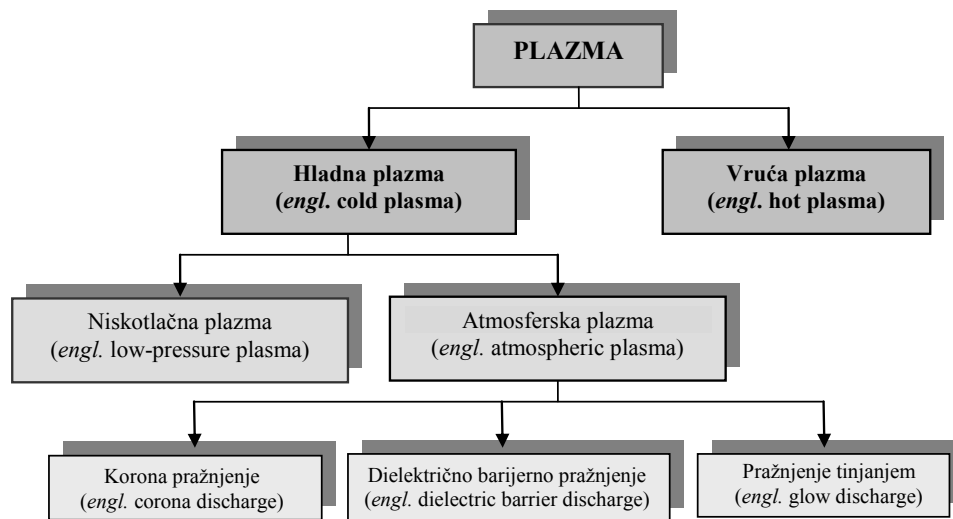 PLAZMA
Hladna plazma
(engl. cold plasma)
Vruća plazma
(engl. hot plasma)
Niskotlačna plazma
(engl. low-pressure plasma)
Atmosferska plazma
(engl. atmospheric plasma)
Korona pražnjenje
(engl. corona discharge)
Dielektrično barijerno pražnjenje
(engl. dielectric barrier discharge)
Pražnjenje tinjanjem
(engl. glow discharge)